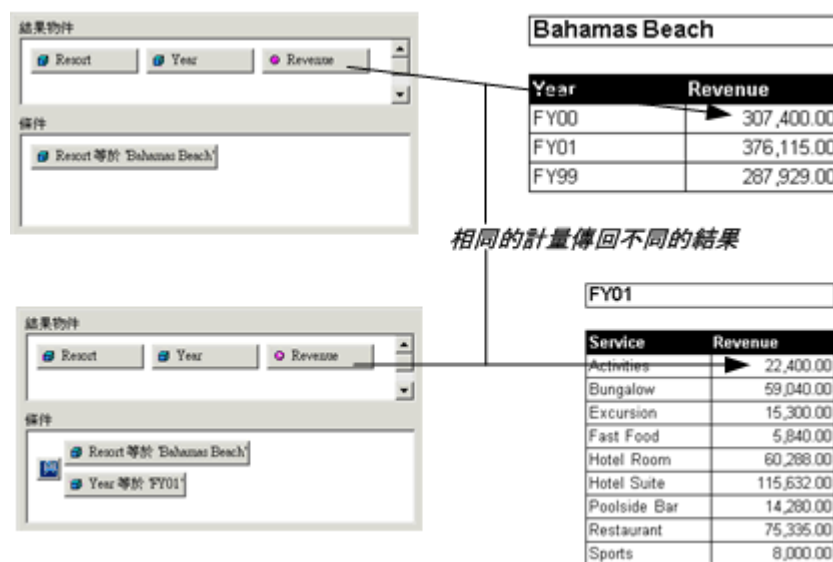 結果物件
Resort Year Revenue
條件
Resort 等於 'Bahamas Beach'
Bahamas Beach
Year Revenue
FY00 307,400.00
FY01 376,115.00
FY99 287,929.00
相同的計量傳回不同的結果
結果物件
Resort Year Revenue
條件
Resort 等於 'Bahamas Beach'
Year 等於 'FY01'
FY01
Service Revenue
Activities 22,400.00
Bungalow 59,040.00
Excursion 15,300.00
Fast Food 5,840.00
Hotel Room 60,288.00
Hotel Suite 115,632.00
Poolside Bar 14,280.00
Restaurant 75,335.00
Sports 8,000.00